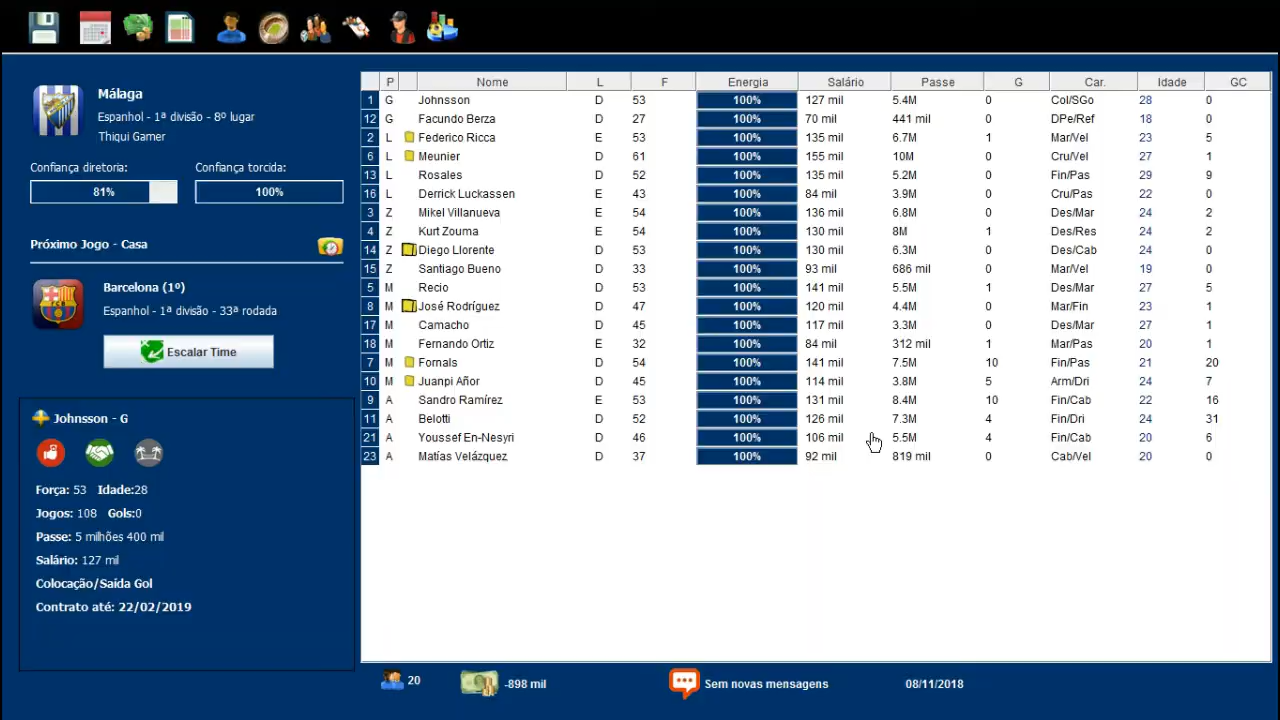 Málaga
Espanhol - 1ª divisão - 8º lugar
Thiqui Gamer
Confiança diretoria: Confiança torcida:
81% 100%
Próximo Jogo - Casa
Barcelona (1º)
Espanhol - 1ª divisão - 33ª rodada
Escalar Time
Johnsson - G
Força: 53 Idade:28
Jogos: 108 Gols:0
Passe: 5 milhões 400 mil
Salário: 127 mil
Colocação/Saída Gol
Contrato até: 22/02/2019
P Nome L F Energia Salário Passe G Car. Idade GC
1 G Johnsson D 53 100% 127 mil 5.4M 0 Col/SGo 28 0
12 G Facundo Berza D 27 100% 70 mil 441 mil 0 DPe/Ref 18 0
2 L Federico Ricca E 53 100% 135 mil 6.7M 1 Mar/Vel 23 5
6 L Meunier D 61 100% 155 mil 10M 0 Cru/Vel 27 1
13 L Rosales D 52 100% 135 mil 5.2M 0 Fin/Pas 29 9
16 L Derrick Luckassen E 43 100% 84 mil 3.9M 0 Cru/Pas 22 0
3 Z Mikel Villanueva E 54 100% 136 mil 6.8M 0 Des/Mar 24 2
4 Z Kurt Zouma E 54 100% 130 mil 8M 1 Des/Res 24 2
14 Z Diego Llorente D 53 100% 130 mil 6.3M 0 Des/Cab 24 0
15 Z Santiago Bueno D 33 100% 93 mil 686 mil 0 Mar/Vel 19 0
5 M Recio D 53 100% 141 mil 5.5M 1 Des/Mar 27 5
8 M José Rodríguez D 47 100% 120 mil 4.4M 0 Mar/Fin 23 1
17 M Camacho D 45 100% 117 mil 3.3M 0 Des/Mar 27 1
18 M Fernando Ortiz E 32 100% 84 mil 312 mil 1 Mar/Pas 20 1
7 M Fornals D 54 100% 141 mil 7.5M 10 Fin/Pas 21 20
10 M Juanpi Añor D 45 100% 114 mil 3.8M 5 Arm/Dri 24 7
9 A Sandro Ramírez E 53 100% 131 mil 8.4M 10 Fin/Cab 22 16
11 A Belotti D 52 100% 126 mil 7.3M 4 Fin/Dri 24 31
21 A Youssef En-Nesyri D 46 100% 106 mil 5.5M 4 Fin/Cab 20 6
23 A Matías Velázquez D 37 100% 92 mil 819 mil 0 Cab/Vel 20 0
20 -898 mil Sem novas mensagens 08/11/2018